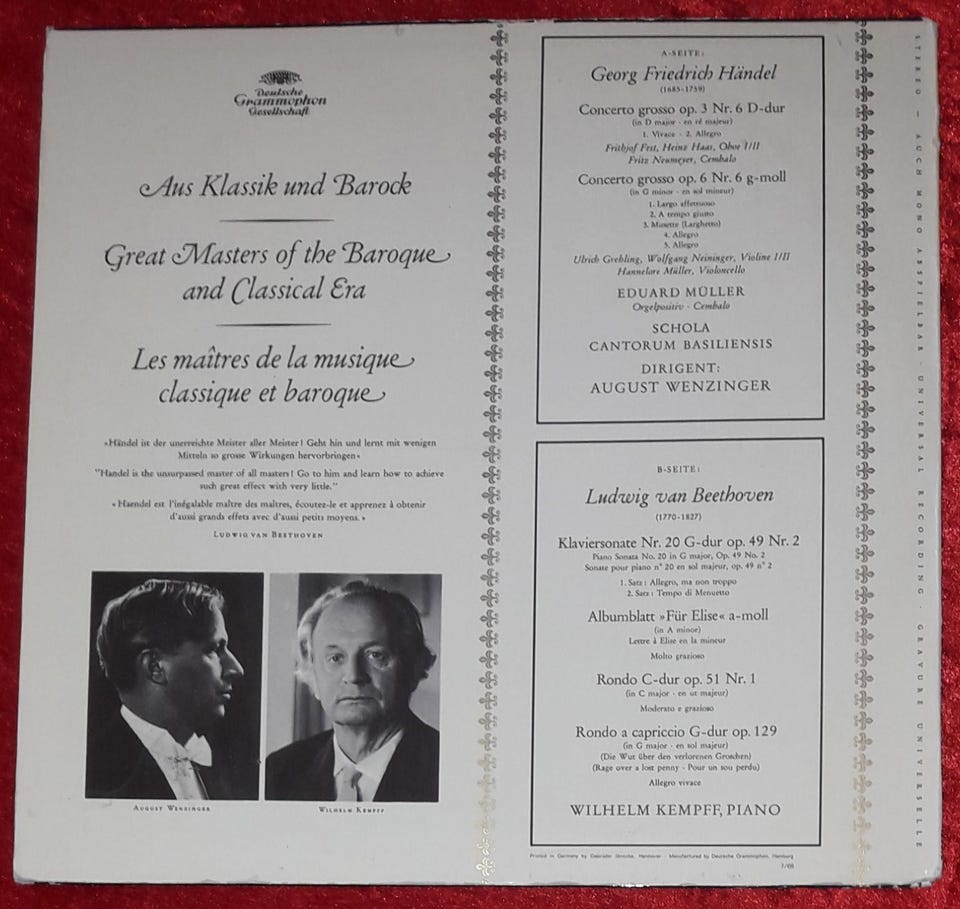 Deutsche
Grammophon
Gesellschaft
Aus Klassik und Barock
Great Masters of the Baroque
and Classical Era
Les maîtres de la musique
classique et baroque
«Händel ist der unerreichte Meister aller Meister! Geht hin und lernt mit wenigen
Mitteln so grosse Wirkungen hervorbringen»
"Handel is the unsurpassed master of all masters! Go to him and learn how to achieve
such great effect with very little."
« Haendel est l'inégalable maître des maîtres, écoutez-le et apprenez à obtenir
d'aussi grands effets avec d'aussi petits moyens. »
LUDWIG VAN BEETHOVEN
AUGUST WENZINGER
WILHELM KEMPFF
A-SEITE:
Georg Friedrich Händel
(1685-1759)
Concerto grosso op. 3 Nr. 6 D-dur
(in D major · en ré majeur)
1. Vivace · 2. Allegro
Frithjof Fest, Heinz Haas, Oboe I/II
Fritz Neumeyer, Cembalo
Concerto grosso op. 6 Nr. 6 g-moll
(in G minor · en sol mineur)
1. Largo affettuoso
2. A tempo giusto
3. Musette (Larghetto)
4. Allegro
5. Allegro
Ulrich Grehling, Wolfgang Neininger, Violine I/II
Hannelore Müller, Violoncello
EDUARD MÜLLER
Orgelpositiv · Cembalo
SCHOLA
CANTORUM BASILIENSIS
DIRIGENT:
AUGUST WENZINGER
B-SEITE:
Ludwig van Beethoven
(1770-1827)
Klaviersonate Nr. 20 G-dur op. 49 Nr. 2
Piano Sonata No. 20 in G major, Op. 49 No. 2
Sonate pour piano n° 20 en sol majeur, op. 49 n° 2
1. Satz: Allegro, ma non troppo
2. Satz: Tempo di Menuetto
Albumblatt »Für Elise« a-moll
(in A minor)
Lettre à Elise en la mineur
Molto grazioso
Rondo C-dur op. 51 Nr. 1
(in C major · en ut majeur)
Moderato e grazioso
Rondo a capriccio G-dur op. 129
(in G major · en sol majeur)
(Die Wut über den verlorenen Groschen)
(Rage over a lost penny · Pour un sou perdu)
Allegro vivace
WILHELM KEMPFF, PIANO
Printed in Germany by Gebrüder Jänecke, Hannover · Manufactured by Deutsche Grammophon, Hamburg
7/68
STEREO — AUCH MONO ABSPIELBAR · UNIVERSAL RECORDING · GRAVURE UNIVERSELLE